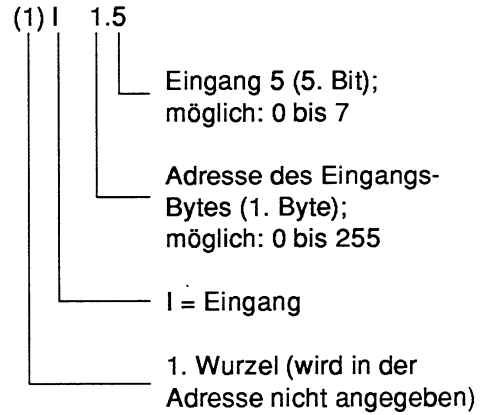 (1) I 1.5
Eingang 5 (5. Bit);
möglich: 0 bis 7
Adresse des Eingangs-
Bytes (1. Byte);
möglich: 0 bis 255
I = Eingang
1. Wurzel (wird in der
Adresse nicht angegeben)